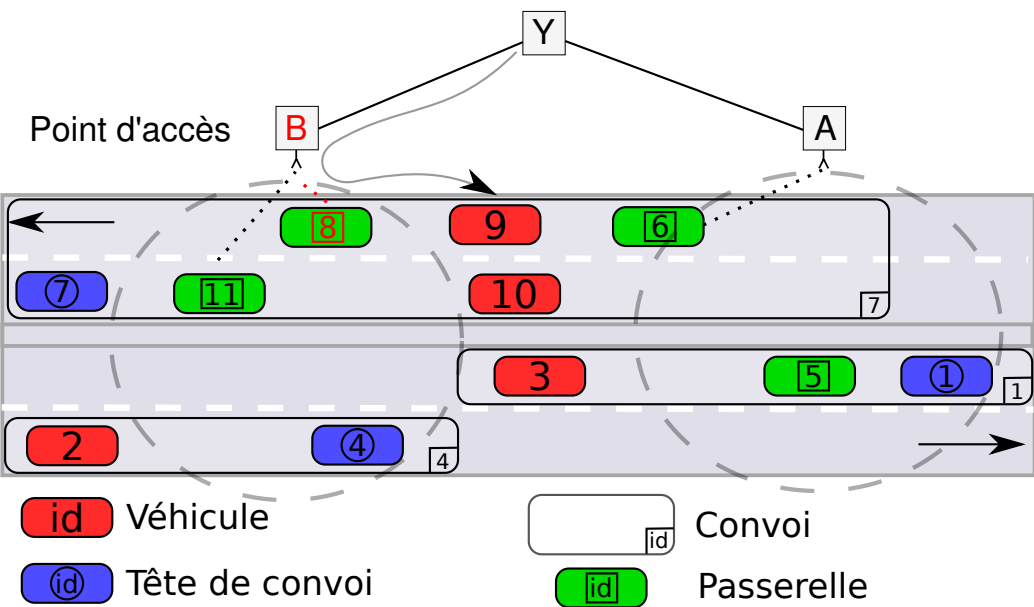 Y
Point d'accès
B
A
8
9
6
7
11
10
7
3
5
1
1
2
4
4
id Véhicule
id Convoi
id Tête de convoi
id Passerelle